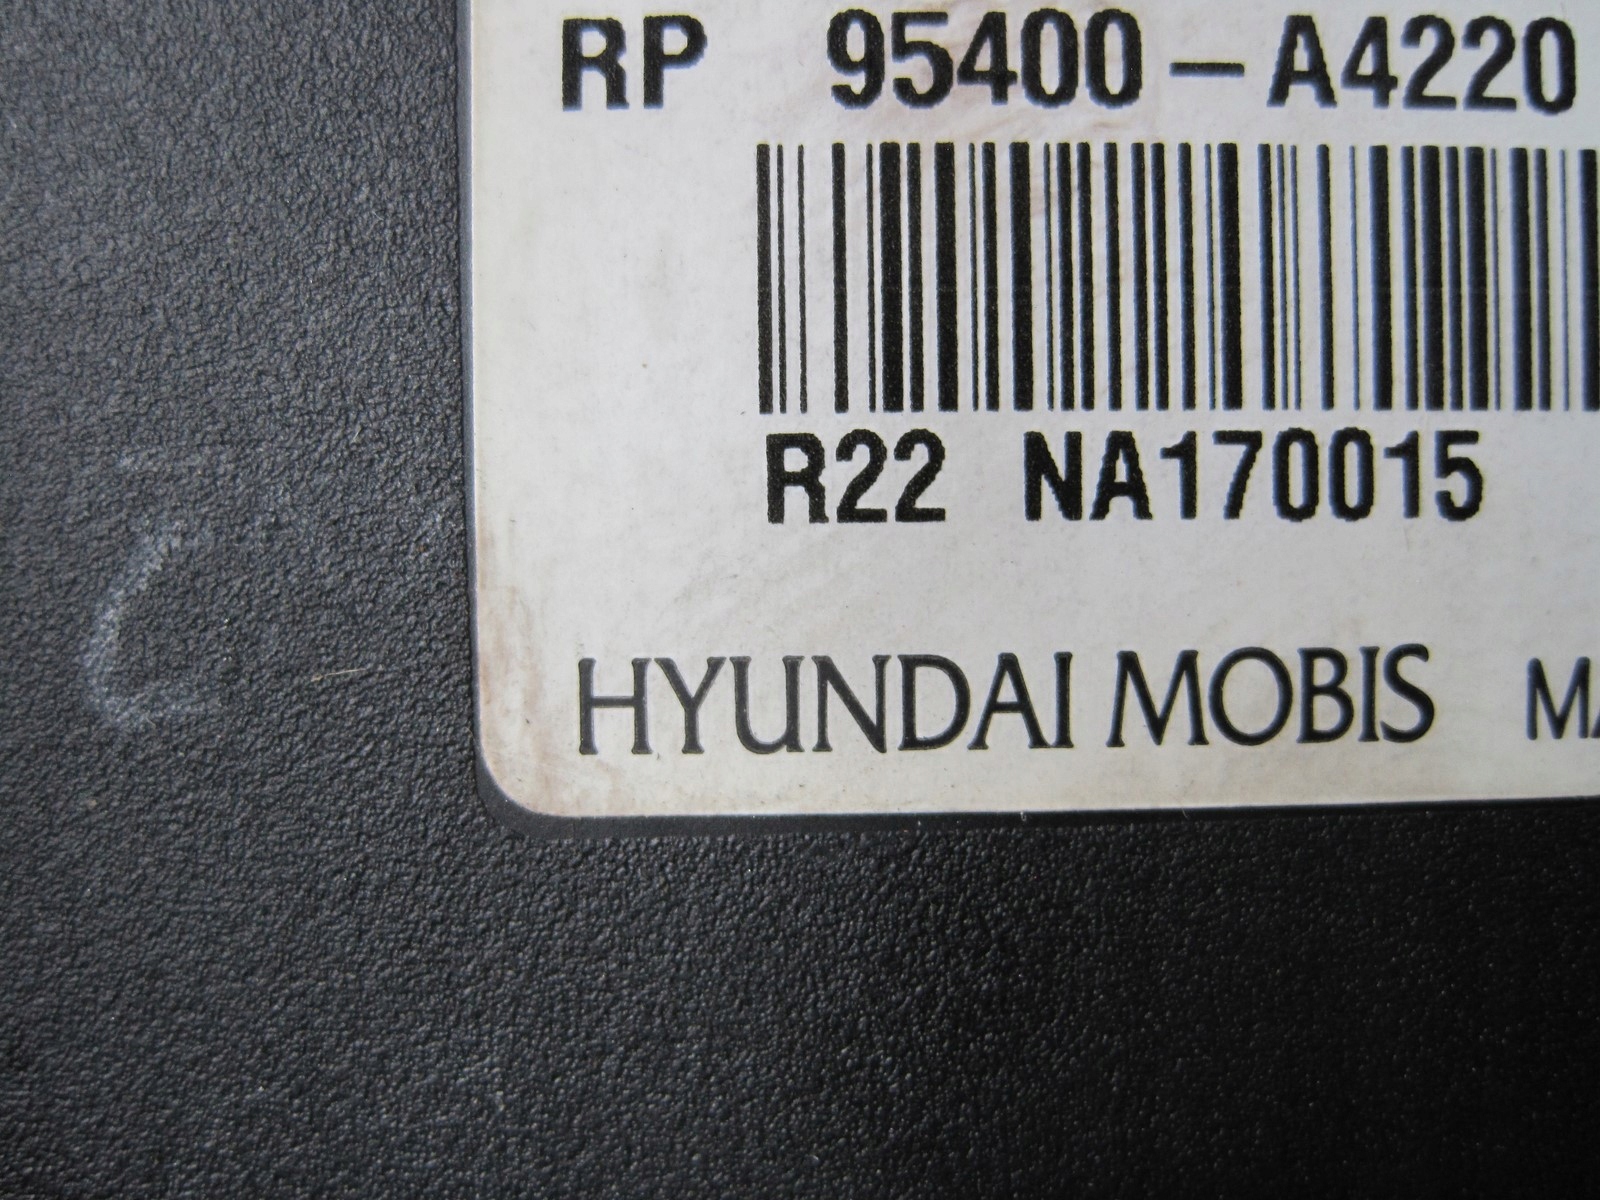 RP 95400-A4220
R22 NA170015
HYUNDAI MOBIS